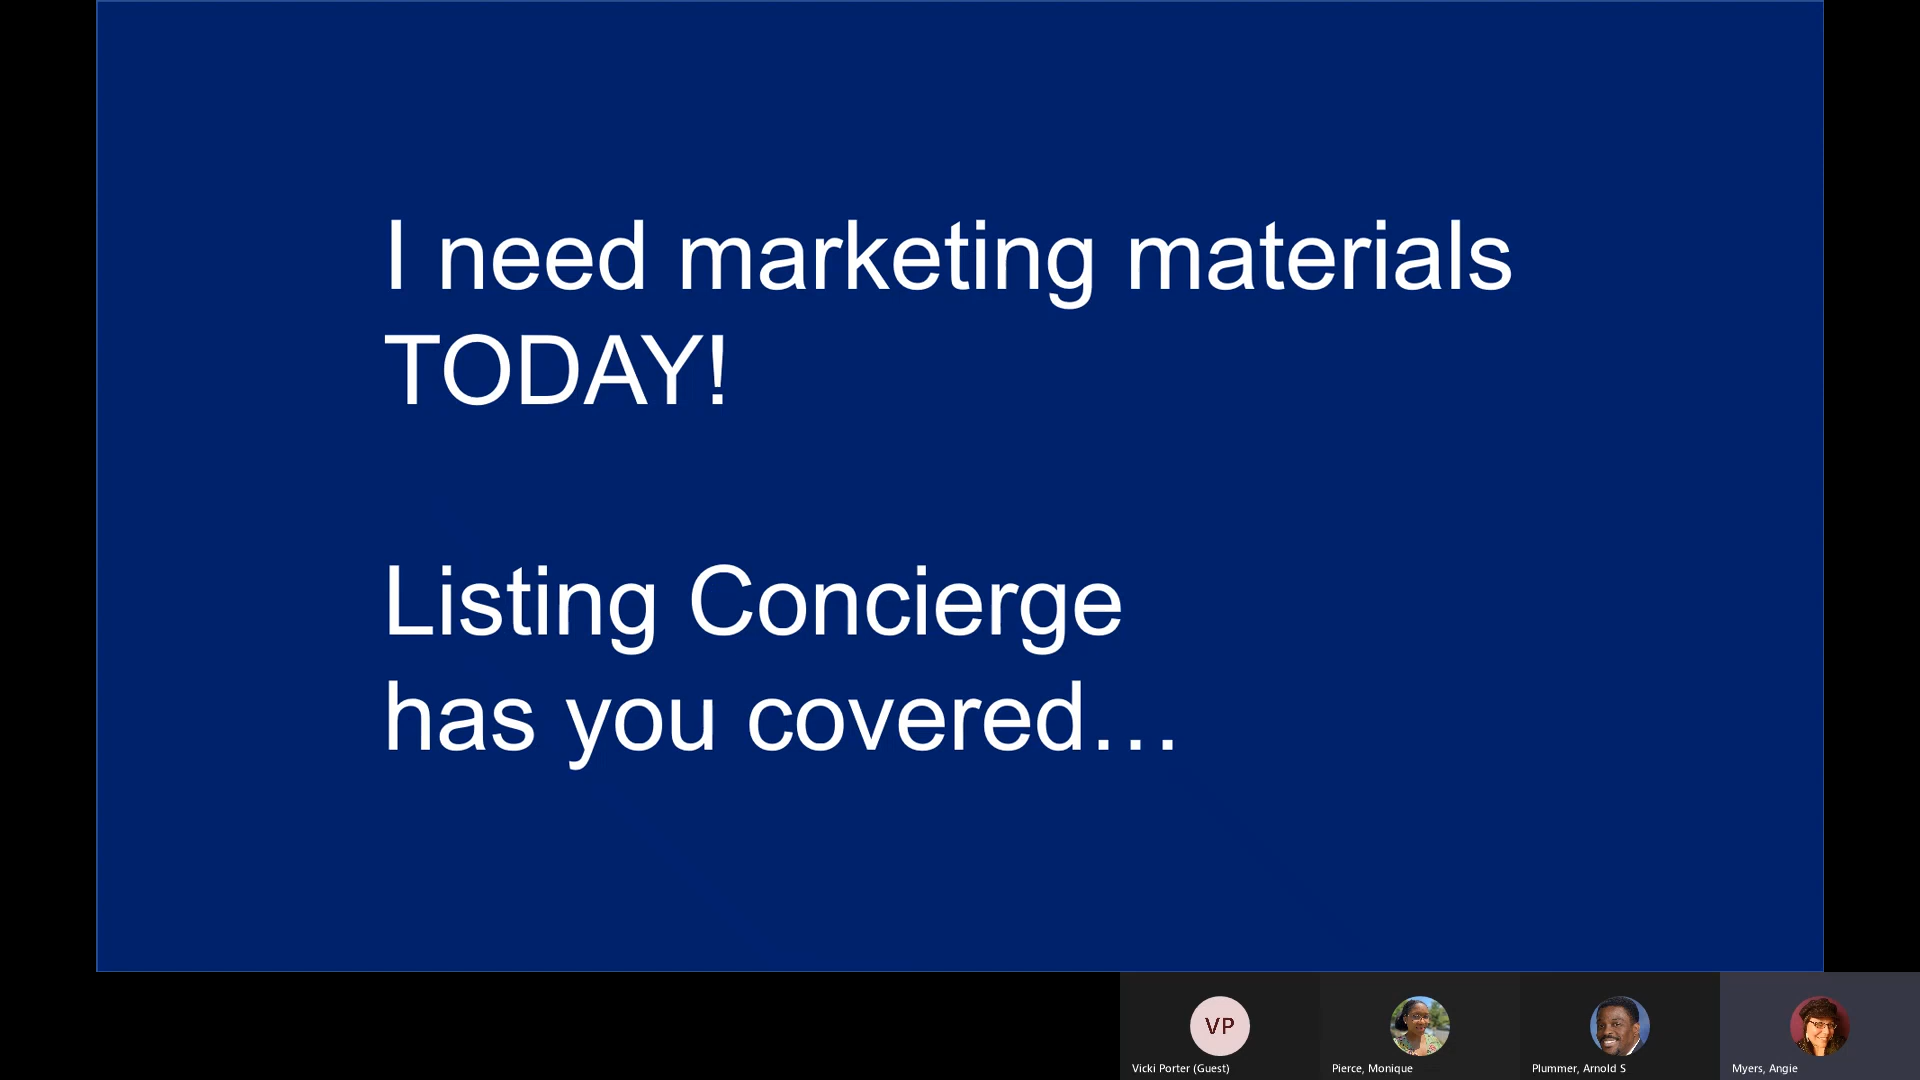 I need marketing materials
TODAY!
Listing Concierge
has you covered...
VP
Vicki Porter (Guest)
Pierce, Monique
Plummer, Arnold S
Myers, Angie